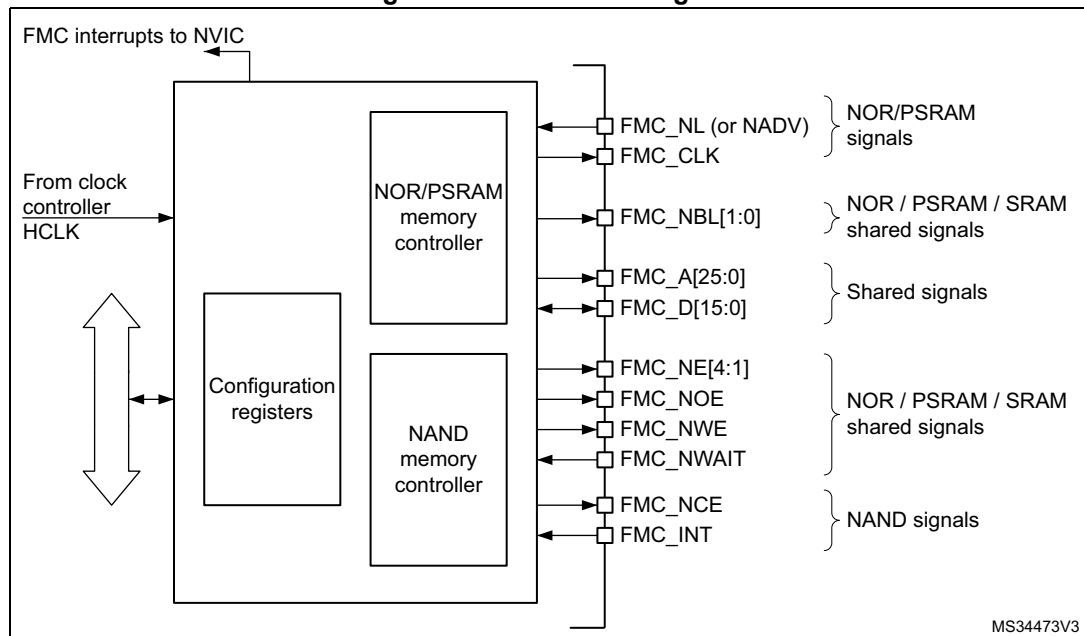 FMC interrupts to NVIC
From clock
controller
HCLK
NOR/PSRAM
memory
controller
Configuration
registers
NAND
memory
controller
FMC_NL (or NADV)
FMC_CLK
NOR/PSRAM
signals
FMC_NBL[1:0]
NOR / PSRAM / SRAM
shared signals
FMC_A[25:0]
FMC_D[15:0]
Shared signals
FMC_NE[4:1]
FMC_NOE
FMC_NWE
FMC_NWAIT
NOR / PSRAM / SRAM
shared signals
FMC_NCE
FMC_INT
NAND signals
MS34473V3